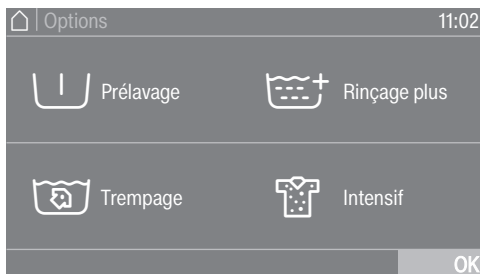 Options 11:02
Prélavage Rinçage plus
Trempage Intensif
OK